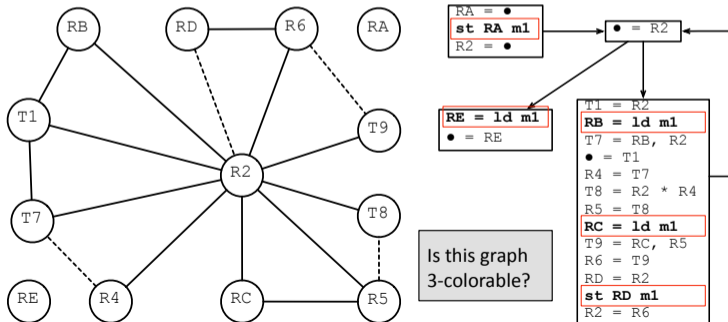 RB
RD
R6
RA
T1
T9
R2
T7
T8
RE
R4
RC
R5
Is this graph
3-colorable?
RA = ●
st RA m1
R2 = ●
● = R2
RE = ld m1
● = RE
T1 = R2
RB = ld m1
T7 = RB, R2
● = T1
R4 = T7
T8 = R2 * R4
R5 = T8
RC = ld m1
T9 = RC, R5
R6 = T9
RD = R2
st RD m1
R2 = R6